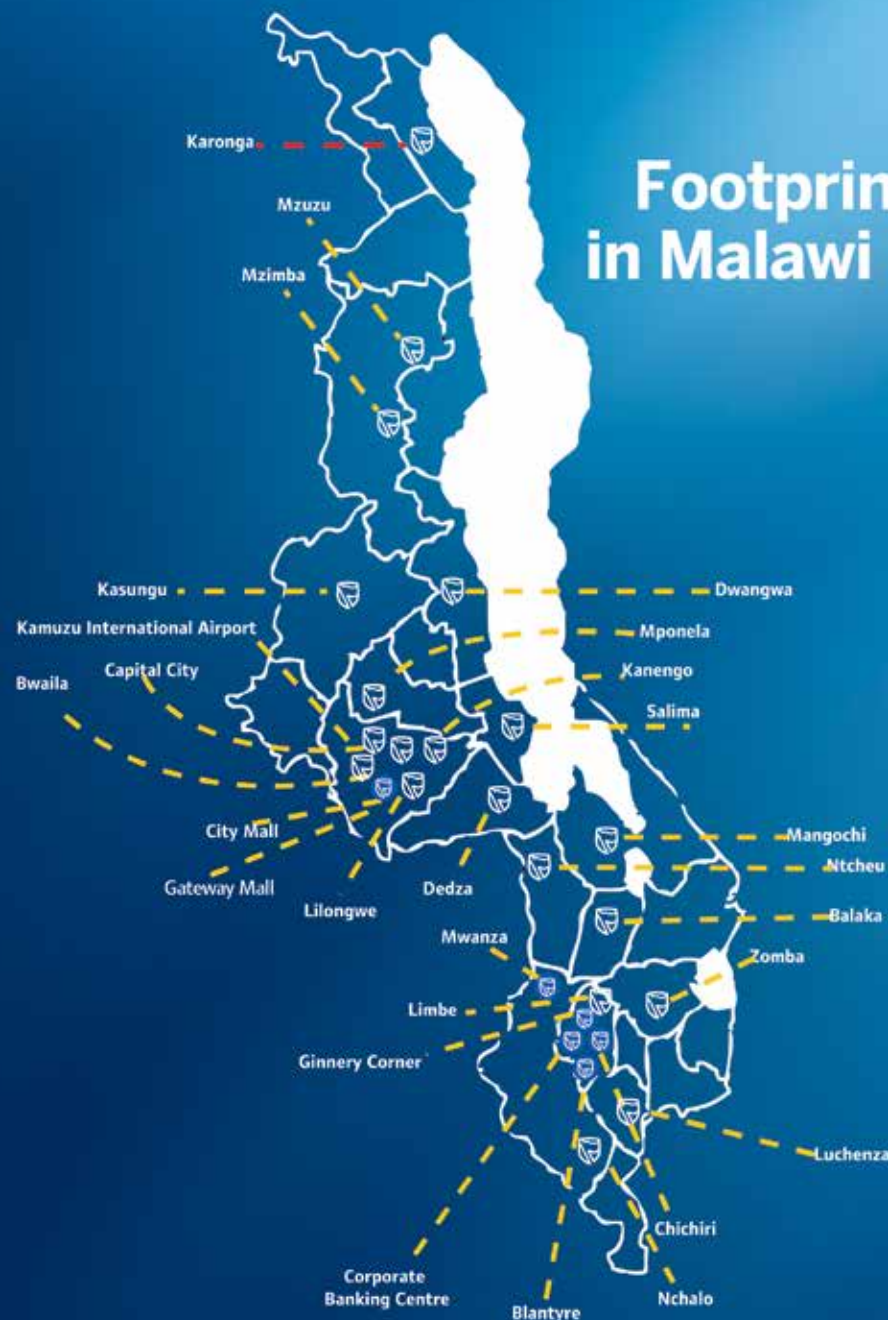 Footprin
in Malawi
Karonga
Mzuzu
Mzimba
Kasungu
Dwangwa
Kamuzu International Airport
Mponela
Capital City
Kanengo
Bwaila
Salima
City Mall
Mangochi
Gateway Mall
Dedza
Ntcheu
Lilongwe
Balaka
Mwanza
Zomba
Limbe
Ginnery Corner
Luchenza
Chichiri
Corporate
Banking Centre
Nchalo
Blantyre